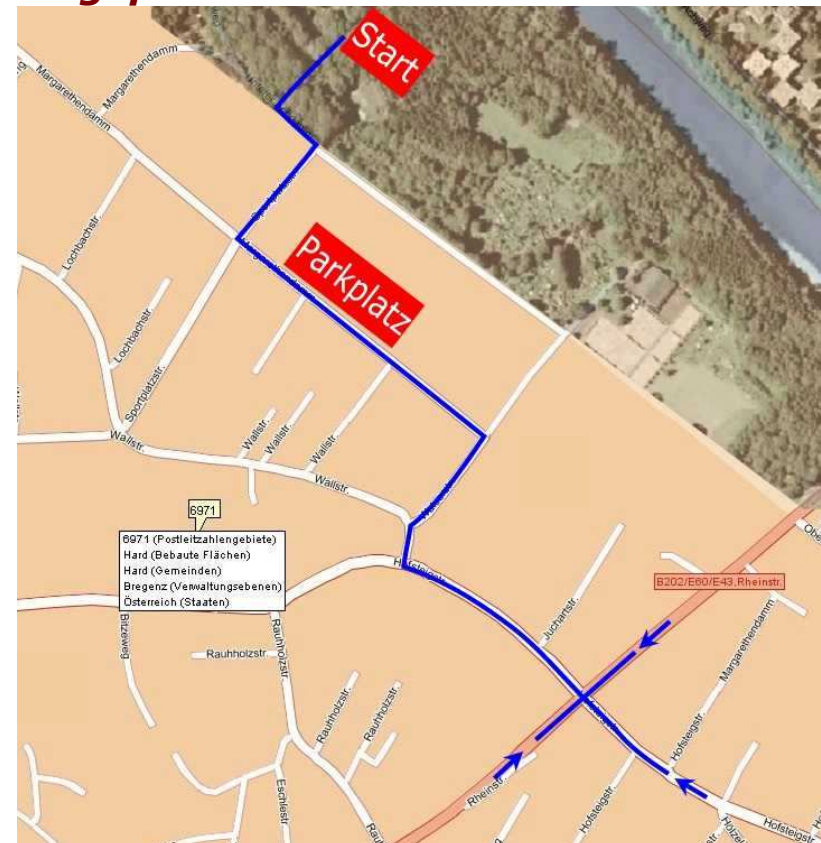 Start
Margarethendamm
Margarethendamm
Lochbachstr.
Parkplatz
Lochbachstr.
Sportplatzstr.
Wallstr.
Wallstr.
Wallstr.
Wallstr.
Wallstr.
6971
6971 (Postleitzahlengebiete)
Hard (Bebaute Flächen)
Hard (Gemeinden)
Bregenz (Verwaltungsebenen)
Österreich (Staaten)
B202/E60/E43,Rheinstr.
Juchartstr.
Margarethendamm
Bitzeweg
Rauhholzstr.
Rauhholzstr.
Rauhholzstr.
Rauhholzstr.
Hofsteigstr.
Rheinstr.
Eschlestr
Hofsteigstr.
Hofsteigstr.